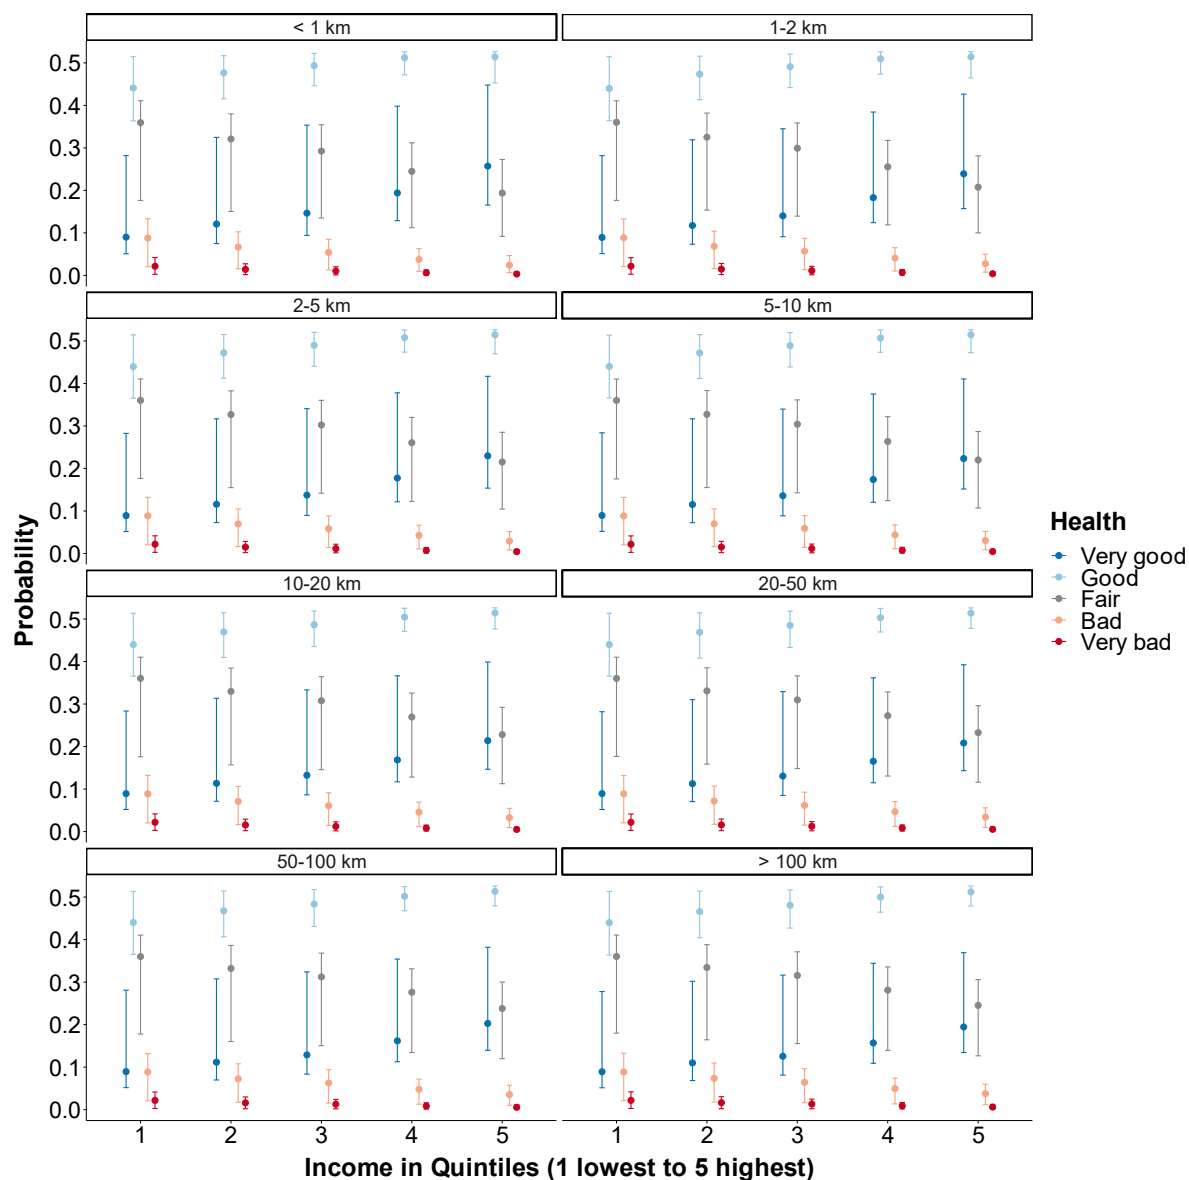 < 1 km
1-2 km
0.5
0.4
0.3
0.2
0.1
0.0
2-5 km
5-10 km
0.5
0.4
0.3
0.2
0.1
0.0
10-20 km
20-50 km
0.5
0.4
0.3
0.2
0.1
0.0
50-100 km
> 100 km
0.5
0.4
0.3
0.2
0.1
0.0
1 2 3 4 5
1 2 3 4 5
Income in Quintiles (1 lowest to 5 highest)
Probability
Health
Very good
Good
Fair
Bad
Very bad